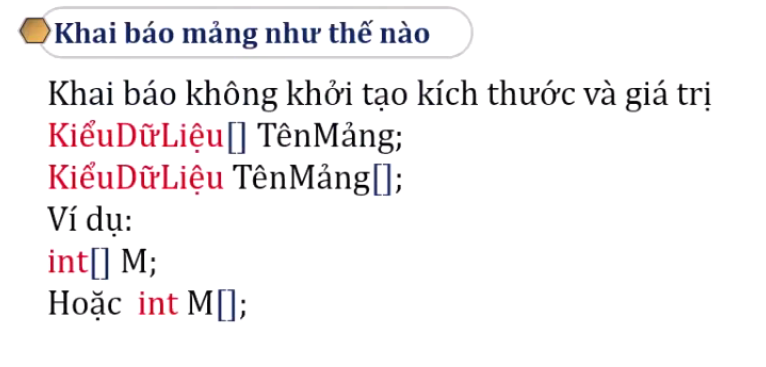 Khai báo mảng như thế nào
Khai báo không khởi tạo kích thước và giá trị
KiểuDữLiệu[] TênMảng;
KiểuDữLiệu TênMảng[];
Ví dụ:
int[] M;
Hoặc int M[];